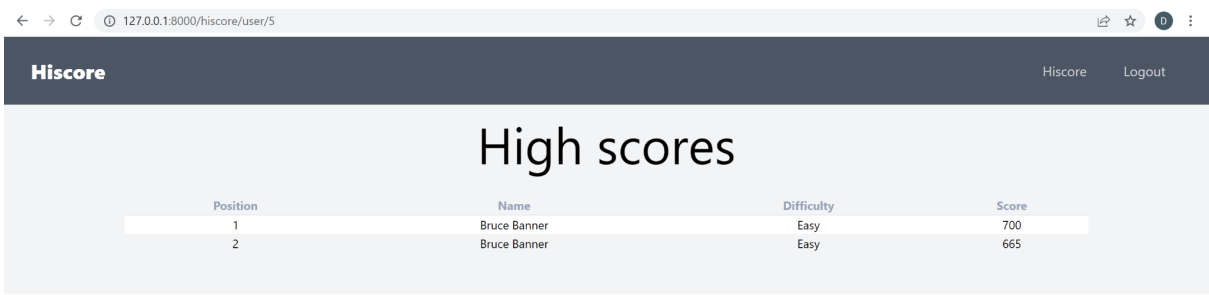 127.0.0.1:8000/hiscore/user/5
D
Hiscore Hiscore Logout
High scores
Position Name Difficulty Score
1 Bruce Banner Easy 700
2 Bruce Banner Easy 665